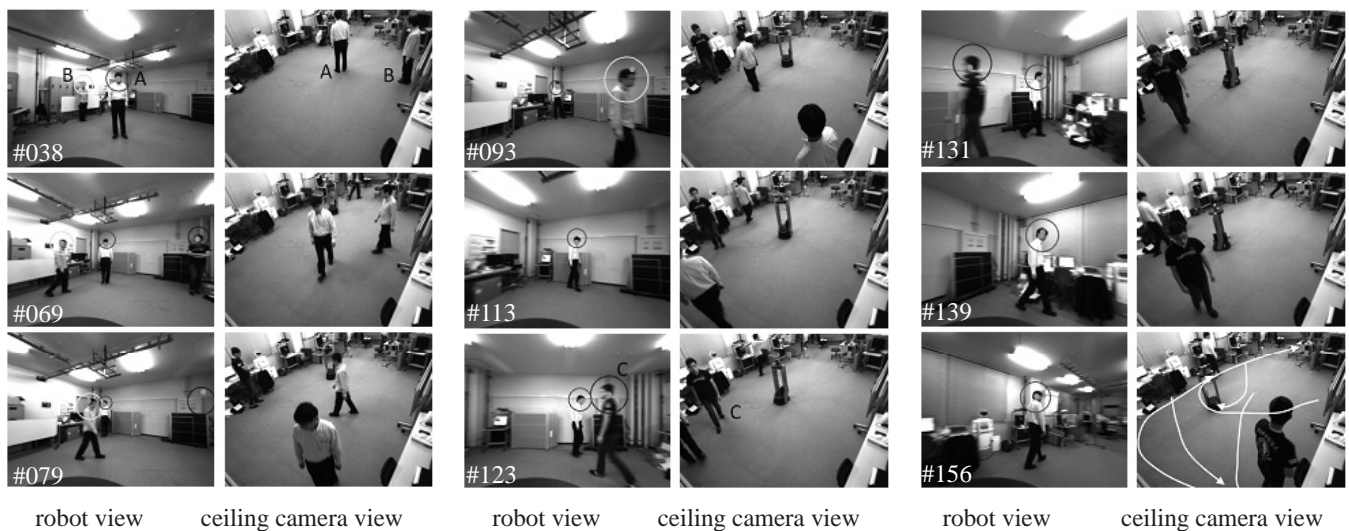 B A
A B
#038
#093
#131
#069
#113
#139
#079
C
C
#123
#156
robot view ceiling camera view robot view ceiling camera view robot view ceiling camera view